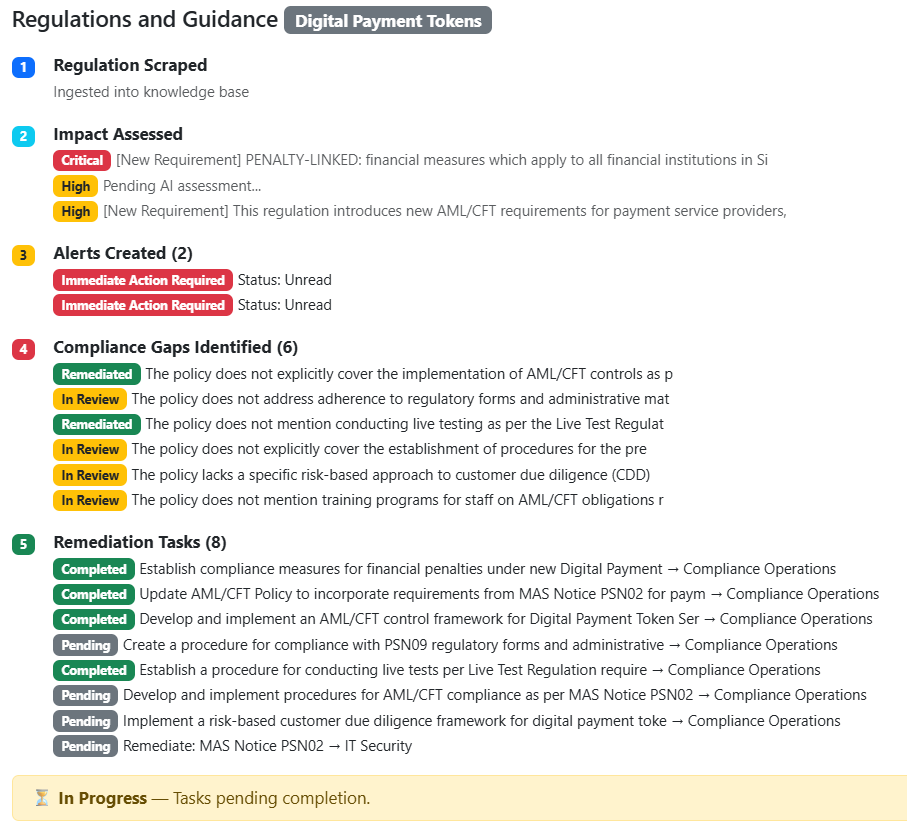 Regulations and Guidance Digital Payment Tokens
1 Regulation Scraped
Ingested into knowledge base
2 Impact Assessed
Critical [New Requirement] PENALTY-LINKED: financial measures which apply to all financial institutions in Si
High Pending AI assessment...
High [New Requirement] This regulation introduces new AML/CFT requirements for payment service providers,
3 Alerts Created (2)
Immediate Action Required Status: Unread
Immediate Action Required Status: Unread
4 Compliance Gaps Identified (6)
Remediated The policy does not explicitly cover the implementation of AML/CFT controls as p
In Review The policy does not address adherence to regulatory forms and administrative mat
Remediated The policy does not mention conducting live testing as per the Live Test Regulat
In Review The policy does not explicitly cover the establishment of procedures for the pre
In Review The policy lacks a specific risk-based approach to customer due diligence (CDD)
In Review The policy does not mention training programs for staff on AML/CFT obligations r
5 Remediation Tasks (8)
Completed Establish compliance measures for financial penalties under new Digital Payment → Compliance Operations
Completed Update AML/CFT Policy to incorporate requirements from MAS Notice PSN02 for paym → Compliance Operations
Completed Develop and implement an AML/CFT control framework for Digital Payment Token Ser → Compliance Operations
Pending Create a procedure for compliance with PSN09 regulatory forms and administrative → Compliance Operations
Completed Establish a procedure for conducting live tests per Live Test Regulation require → Compliance Operations
Pending Develop and implement procedures for AML/CFT compliance as per MAS Notice PSN02 → Compliance Operations
Pending Implement a risk-based customer due diligence framework for digital payment toke → Compliance Operations
Pending Remediate: MAS Notice PSN02 → IT Security
⏳ In Progress — Tasks pending completion.